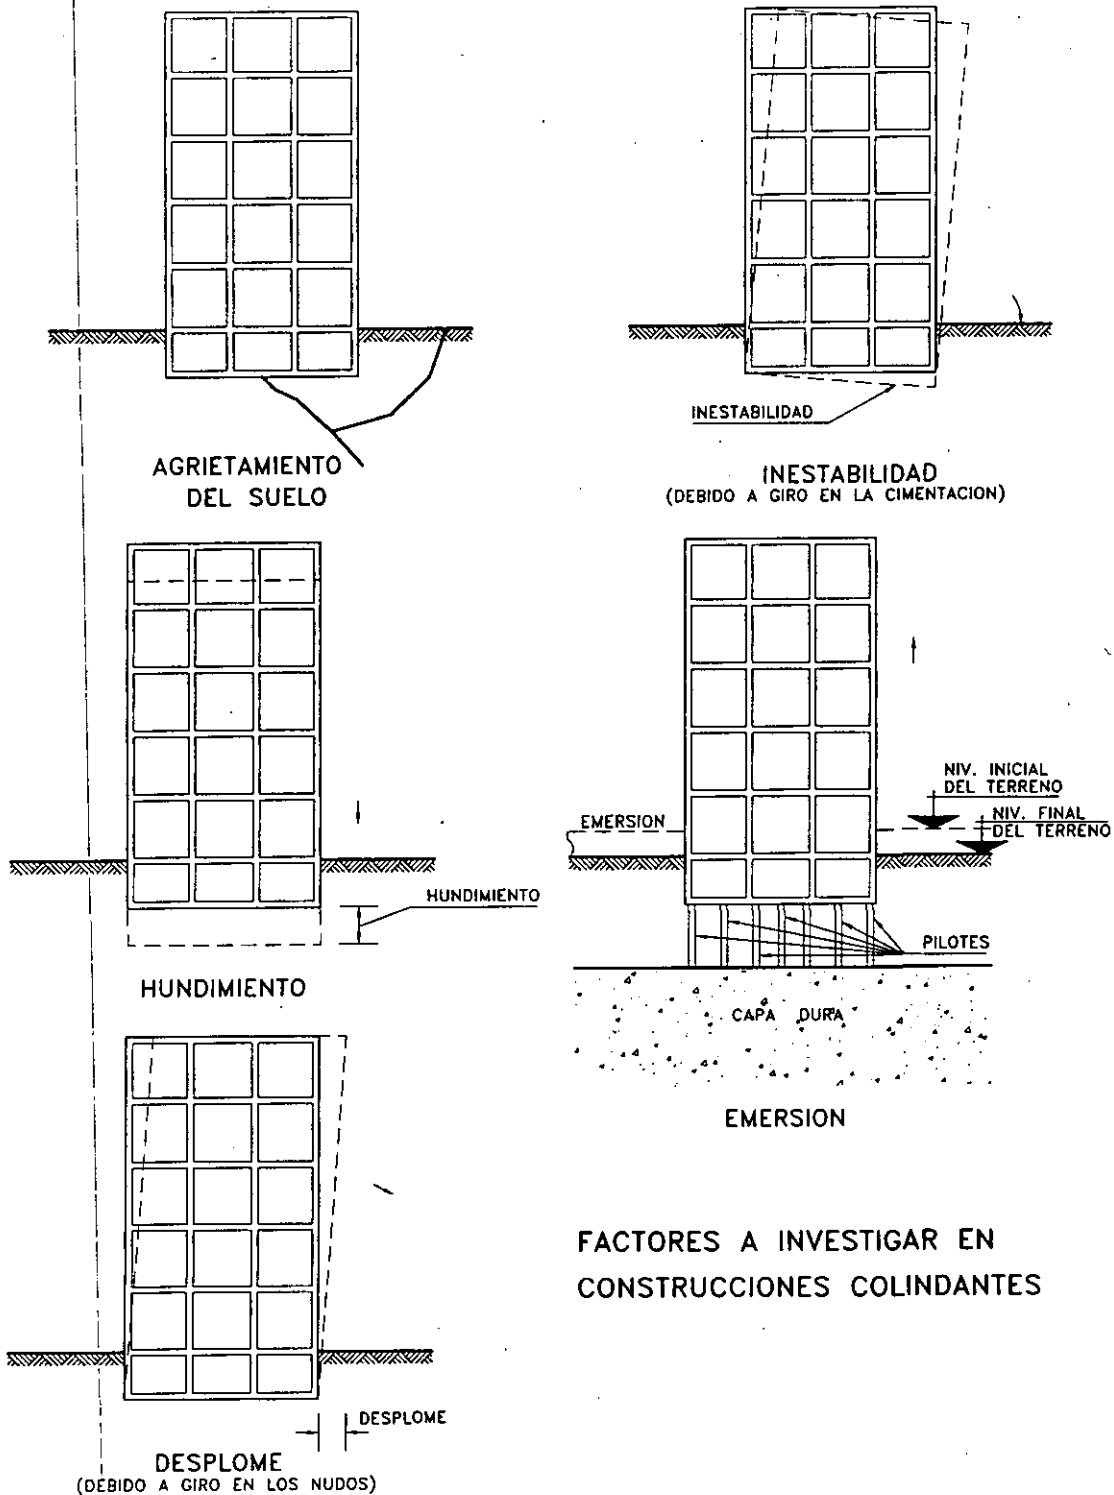 AGRIETAMIENTO
DEL SUELO
INESTABILIDAD
INESTABILIDAD
(DEBIDO A GIRO EN LA CIMENTACION)
HUNDIMIENTO
HUNDIMIENTO
EMERSION
NIV. INICIAL
DEL TERRENO
NIV. FINAL
DEL TERRENO
PILOTES
CAPA DURA
EMERSION
DESPLOME
DESPLOME
(DEBIDO A GIRO EN LOS NUDOS)
FACTORES A INVESTIGAR EN
CONSTRUCCIONES COLINDANTES